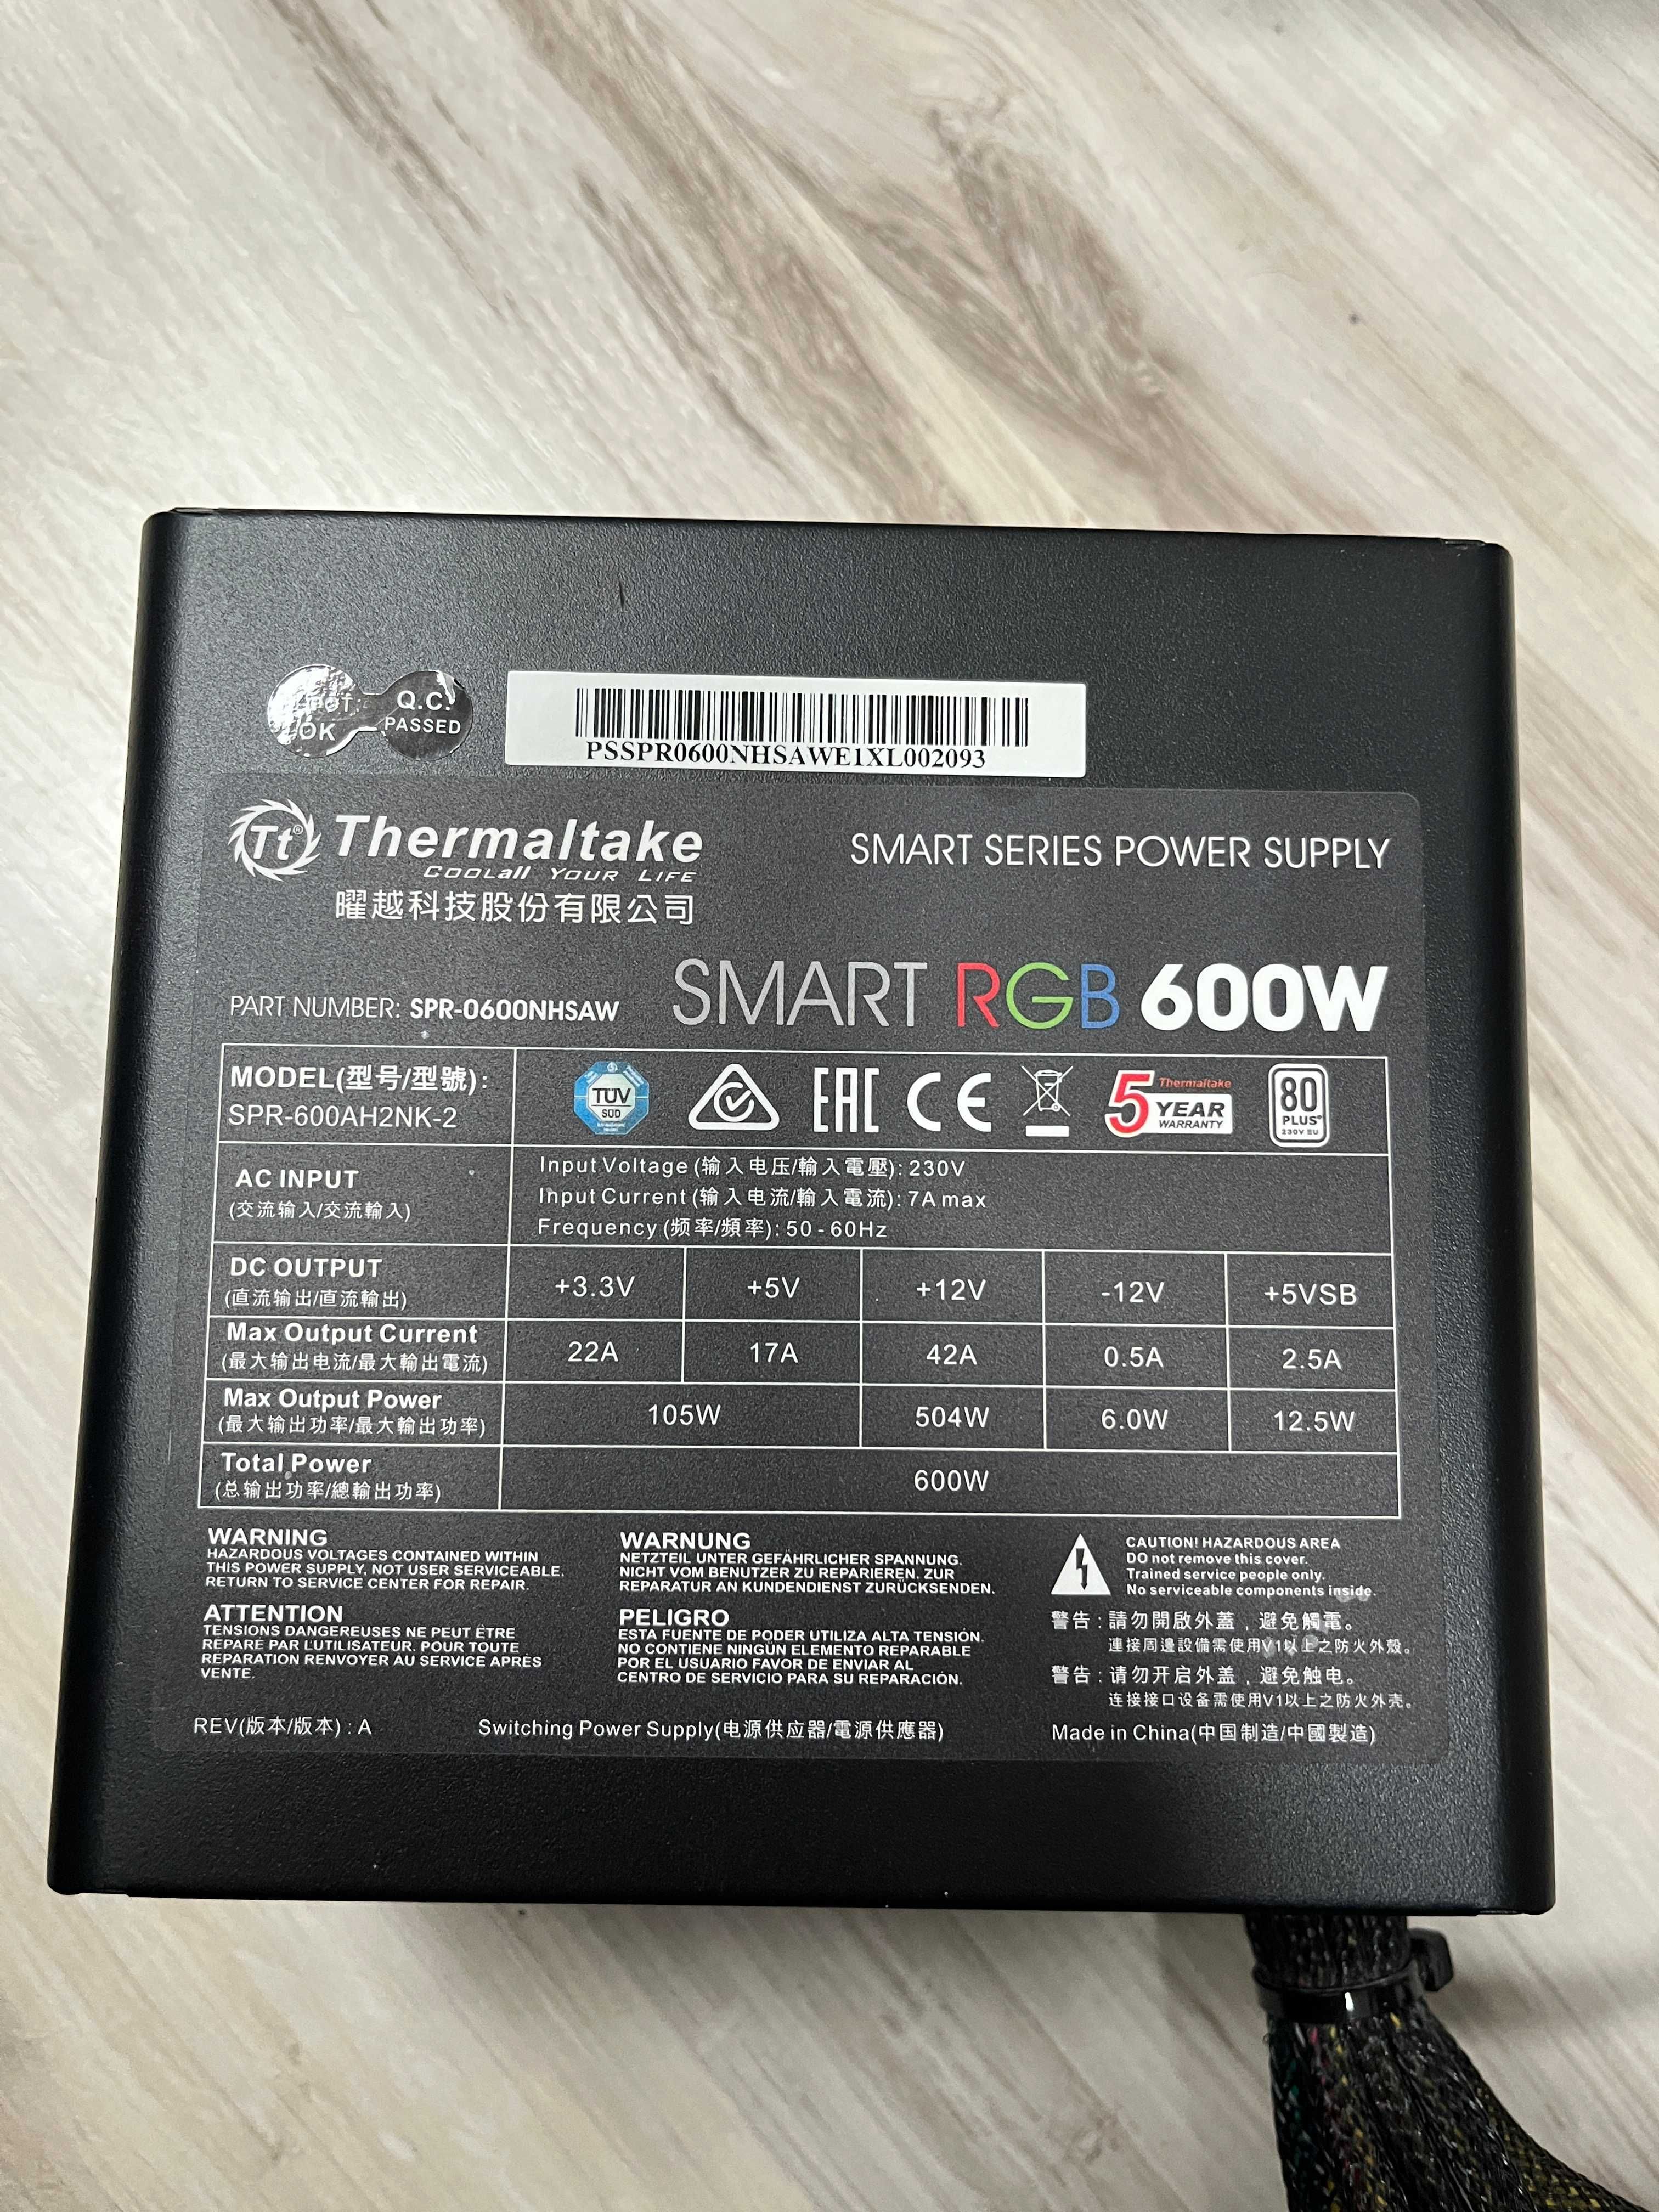 OK
Q.C.
PASSED
PSSPR0600NHSAWE1XL002093
Tt® Thermaltake
COOLall YOUR LIFE
曜越科技股份有限公司
SMART SERIES POWER SUPPLY
PART NUMBER: SPR-0600NHSAW
SMART RGB 600W
MODEL(型号/型號):
SPR-600AH2NK-2
TÜV
SÜD
EAC CE
5 Thermaltake
YEAR
WARRANTY
80
PLUS®
230V EU
AC INPUT
(交流输入/交流輸入)
Input Voltage (输入电压/輸入電壓): 230V
Input Current (输入电流/輸入電流): 7A max
Frequency (频率/頻率): 50 - 60Hz
DC OUTPUT
(直流输出/直流輸出)
+3.3V +5V +12V -12V +5VSB
Max Output Current
(最大输出电流/最大輸出電流)
22A 17A 42A 0.5A 2.5A
Max Output Power
(最大输出功率/最大輸出功率)
105W 504W 6.0W 12.5W
Total Power
(总输出功率/總輸出功率)
600W
WARNING
HAZARDOUS VOLTAGES CONTAINED WITHIN
THIS POWER SUPPLY, NOT USER SERVICEABLE.
RETURN TO SERVICE CENTER FOR REPAIR.
WARNUNG
NETZTEIL UNTER GEFÄHRLICHER SPANNUNG.
NICHT VOM BENUTZER ZU REPARIEREN. ZUR
REPARATUR AN KUNDENDIENST ZURÜCKSENDEN.
CAUTION! HAZARDOUS AREA
DO not remove this cover.
Trained service people only.
No serviceable components inside.
ATTENTION
TENSIONS DANGEREUSES NE PEUT ËTRE
REPARÉ PAR L'UTILISATEUR. POUR TOUTE
RÉPARATION RENVOYER AU SERVICE APRÉS
VENTE.
PELIGRO
ESTA FUENTE DE PODER UTILIZA ALTA TENSIÓN.
NO CONTIENE NINGÚN ELEMENTO REPARABLE
POR EL USUARIO FAVOR DE ENVIAR AL
CENTRO DE SERVICIO PARA SU REPARACIÓN.
警告:請勿開啟外蓋，避免觸電。
連接周邊設備需使用V1以上之防火外殼。
警告:请勿开启外盖，避免触电。
连接接口设备需使用V1以上之防火外壳。
REV(版本/版本) : A
Switching Power Supply(电源供应器/電源供應器)
Made in China(中国制造/中國製造)